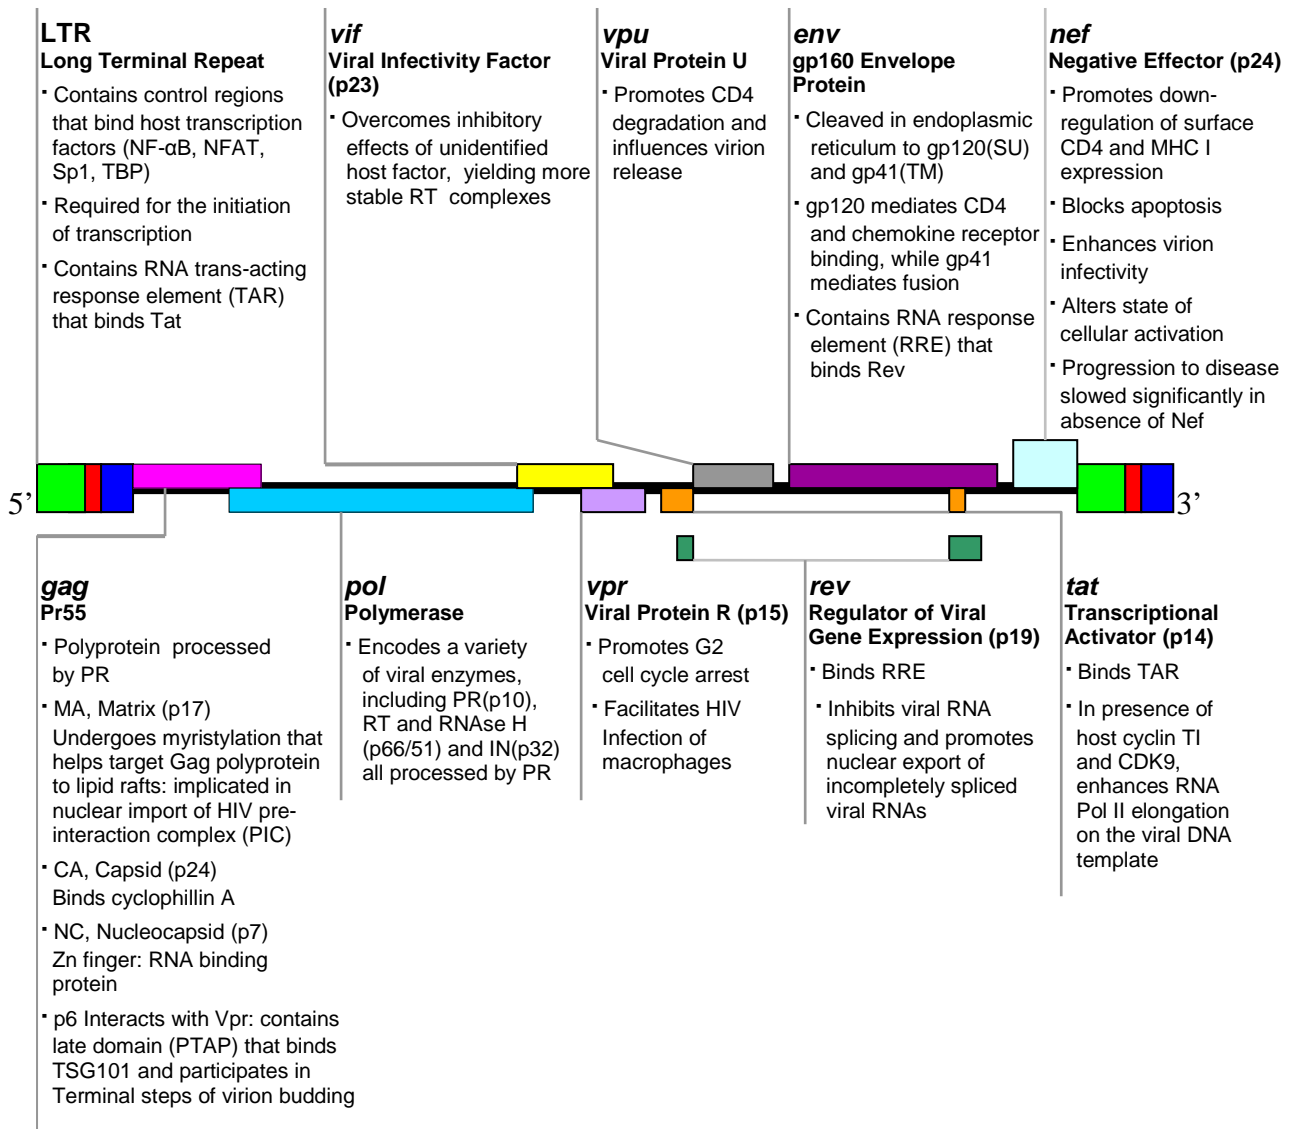 LTR
Long Terminal Repeat
· Contains control regions
that bind host transcription
factors (NF-αB, NFAT,
Sp1, TBP)
· Required for the initiation
of transcription
· Contains RNA trans-acting
response element (TAR)
that binds Tat
vif
Viral Infectivity Factor
(p23)
· Overcomes inhibitory
effects of unidentified
host factor, yielding more
stable RT complexes
vpu
Viral Protein U
· Promotes CD4
degradation and
influences virion
release
env
gp160 Envelope
Protein
· Cleaved in endoplasmic
reticulum to gp120(SU)
and gp41(TM)
· gp120 mediates CD4
and chemokine receptor
binding, while gp41
mediates fusion
· Contains RNA response
element (RRE) that
binds Rev
nef
Negative Effector (p24)
· Promotes down-
regulation of surface
CD4 and MHC I
expression
· Blocks apoptosis
· Enhances virion
infectivity
· Alters state of
cellular activation
· Progression to disease
slowed significantly in
absence of Nef
5’
3’
gag
Pr55
· Polyprotein processed
by PR
· MA, Matrix (p17)
Undergoes myristylation that
helps target Gag polyprotein
to lipid rafts: implicated in
nuclear import of HIV pre-
interaction complex (PIC)
· CA, Capsid (p24)
Binds cyclophillin A
· NC, Nucleocapsid (p7)
Zn finger: RNA binding
protein
· p6 Interacts with Vpr: contains
late domain (PTAP) that binds
TSG101 and participates in
Terminal steps of virion budding
pol
Polymerase
· Encodes a variety
of viral enzymes,
including PR(p10),
RT and RNAse H
(p66/51) and IN(p32)
all processed by PR
vpr
Viral Protein R (p15)
· Promotes G2
cell cycle arrest
· Facilitates HIV
Infection of
macrophages
rev
Regulator of Viral
Gene Expression (p19)
· Binds RRE
· Inhibits viral RNA
splicing and promotes
nuclear export of
incompletely spliced
viral RNAs
tat
Transcriptional
Activator (p14)
· Binds TAR
· In presence of
host cyclin TI
and CDK9,
enhances RNA
Pol II elongation
on the viral DNA
template